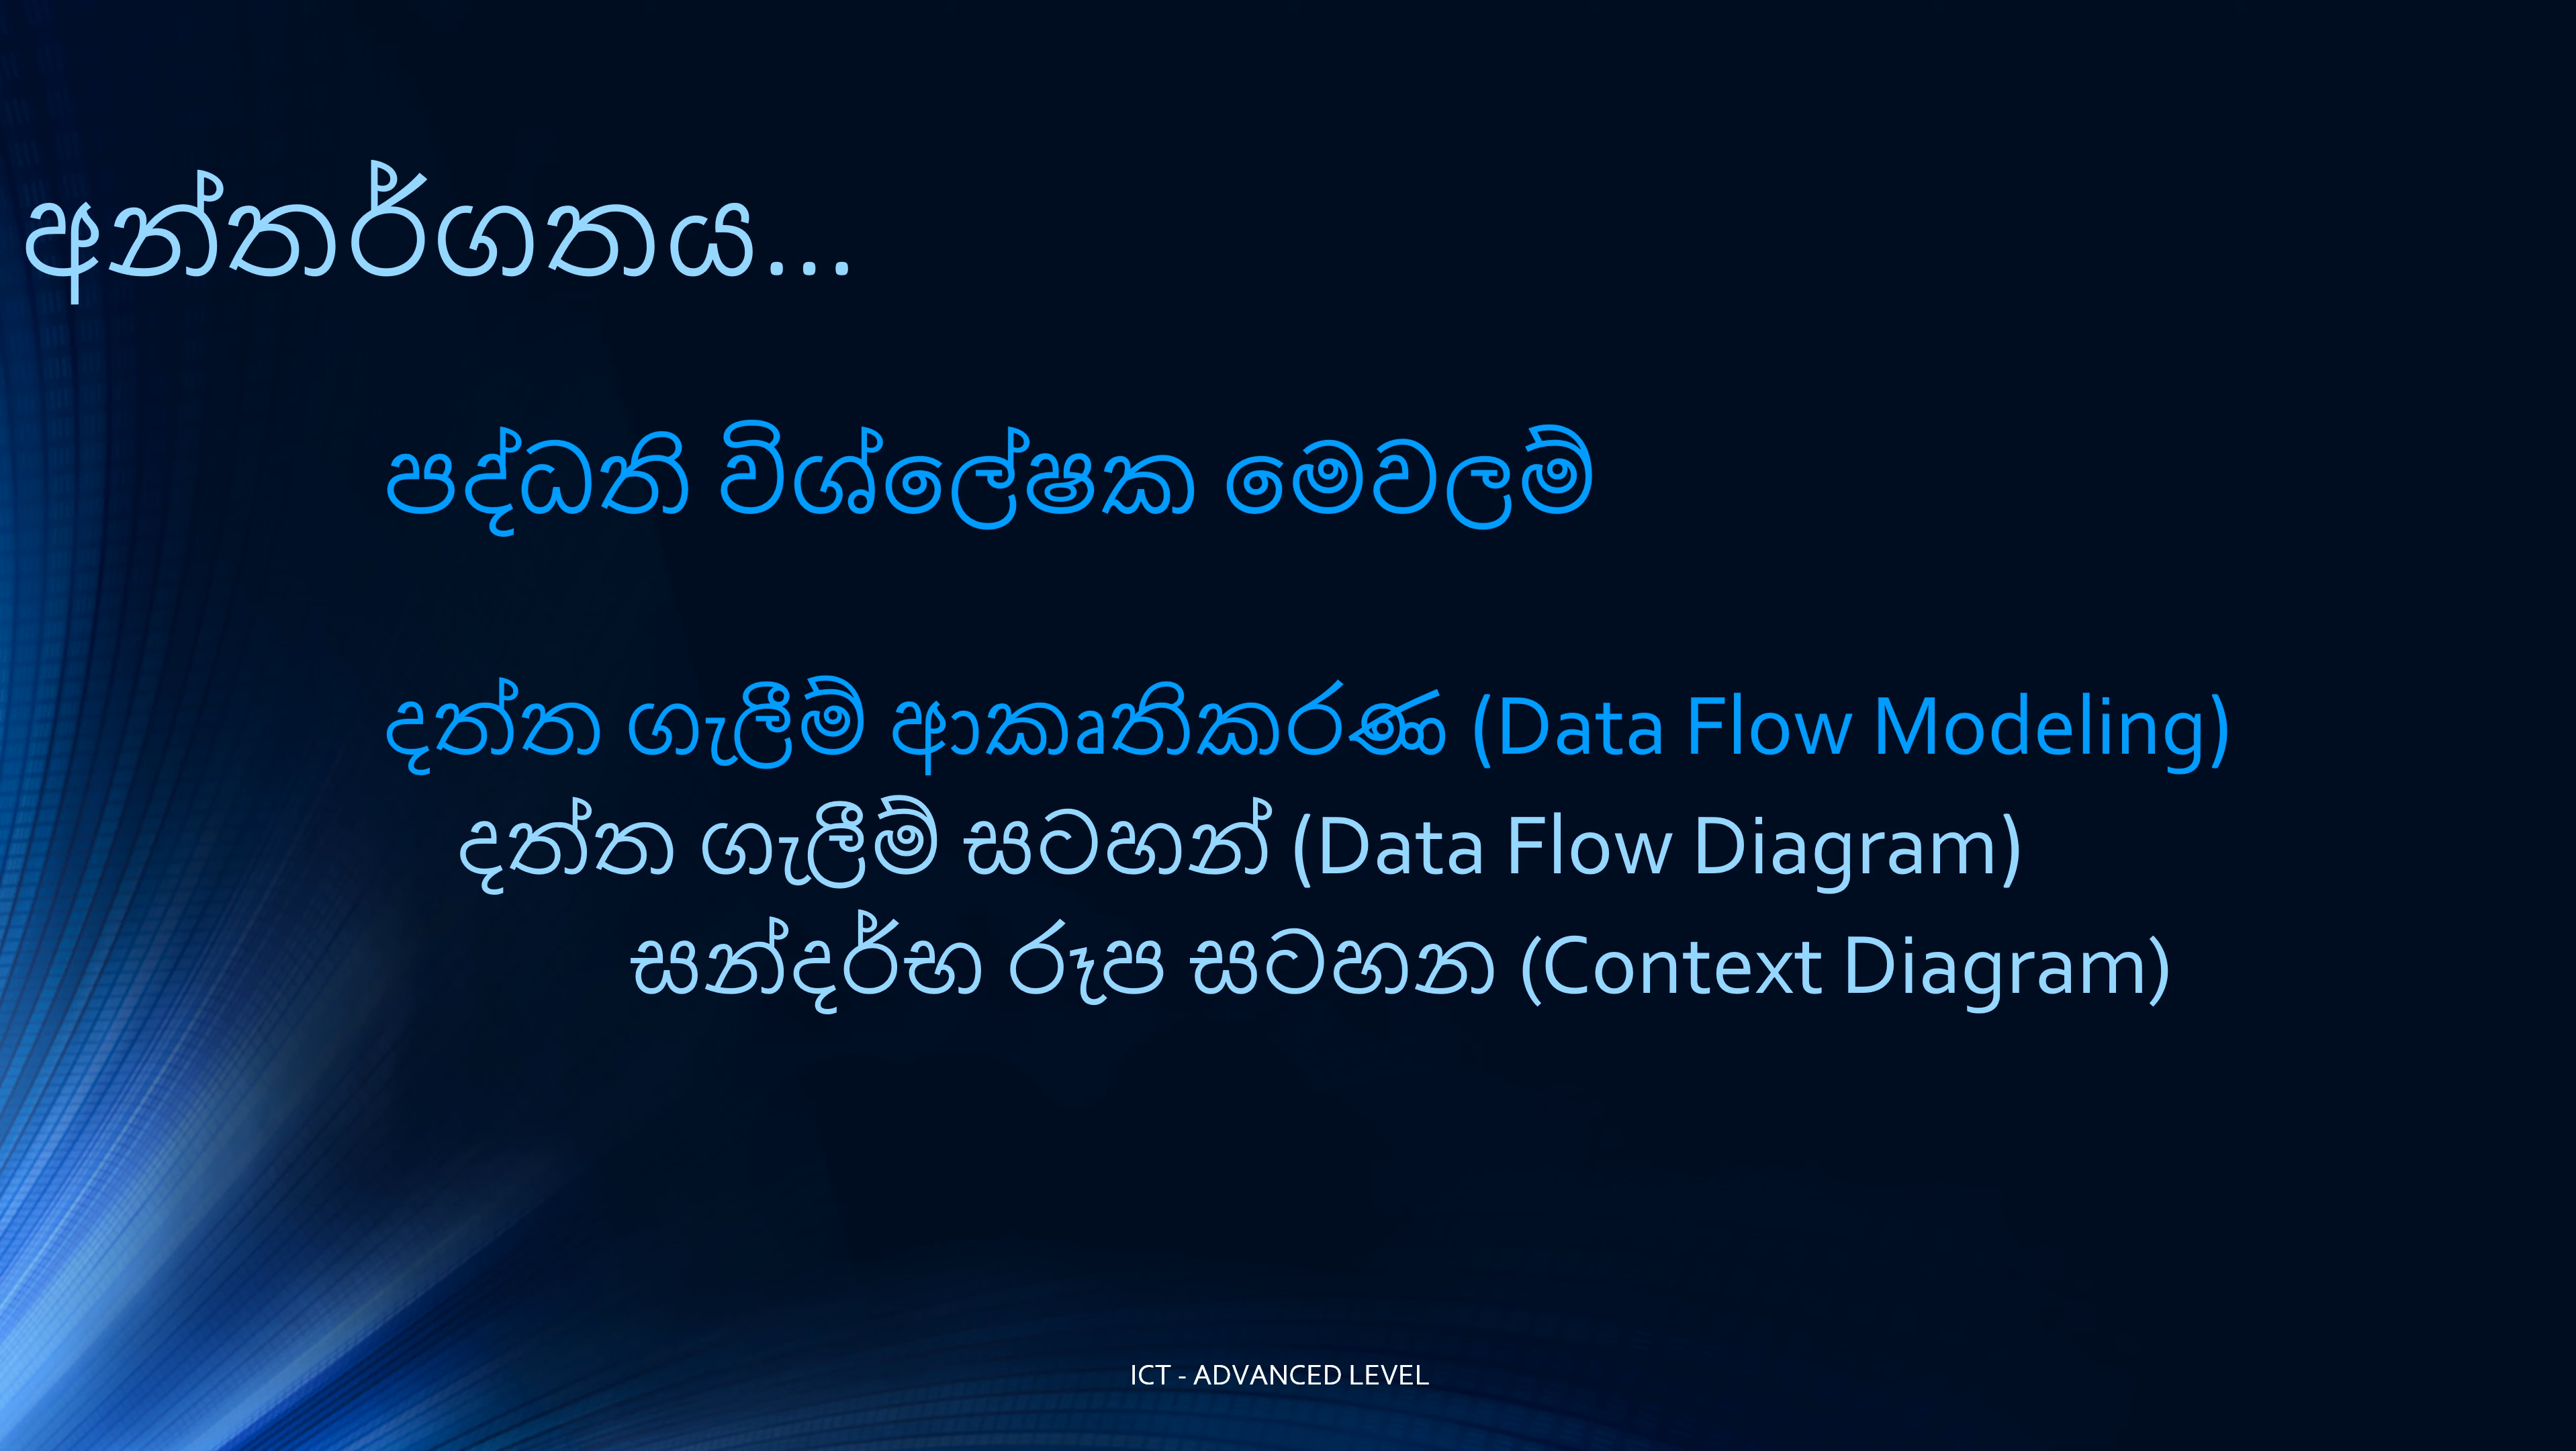 අන්තර්ගතය...
පද්ධති විශ්ලේෂක මෙවලම්
දත්ත ගැලීම් ආකෘතිකරණ (Data Flow Modeling)
දත්ත ගැලීම් සටහන් (Data Flow Diagram)
සන්දර්භ රූප සටහන (Context Diagram)
ICT - ADVANCED LEVEL